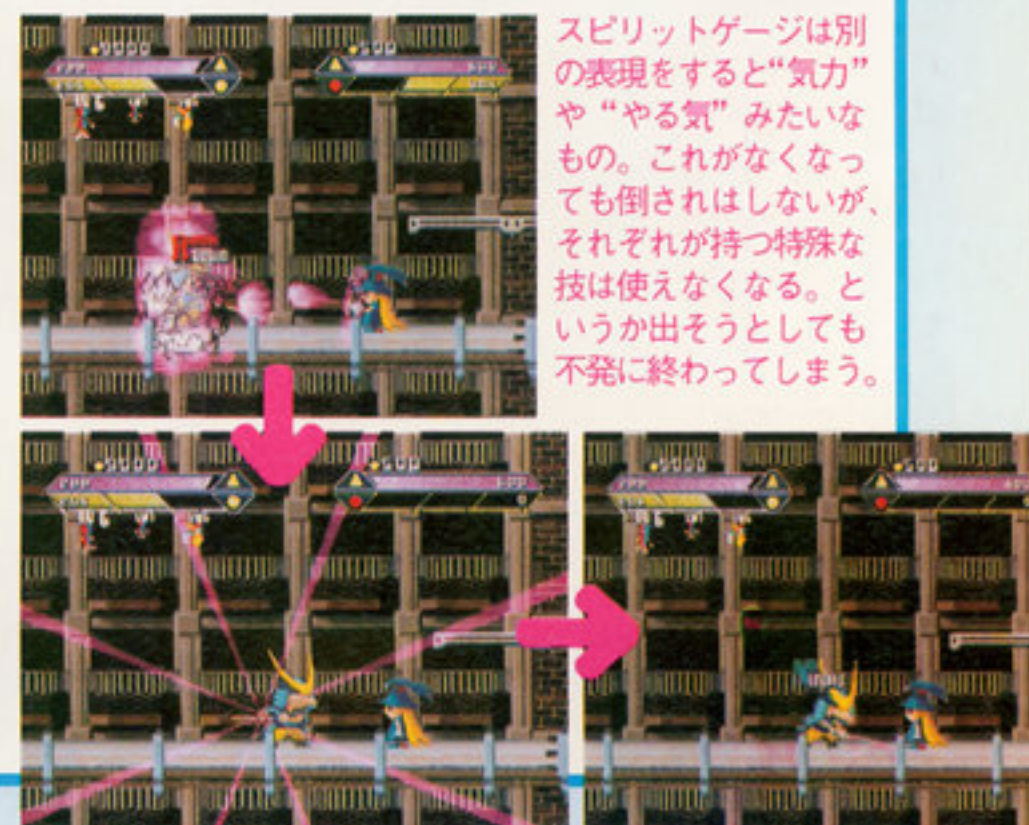 スピリットゲージは別
の表現をすると“気力”
や“やる気”みたいな
もの。これがなくなっ
ても倒されはしないが、
それぞれが持つ特殊な
技は使えなくなる。と
いうか出そうとしても
不発に終わってしまう。